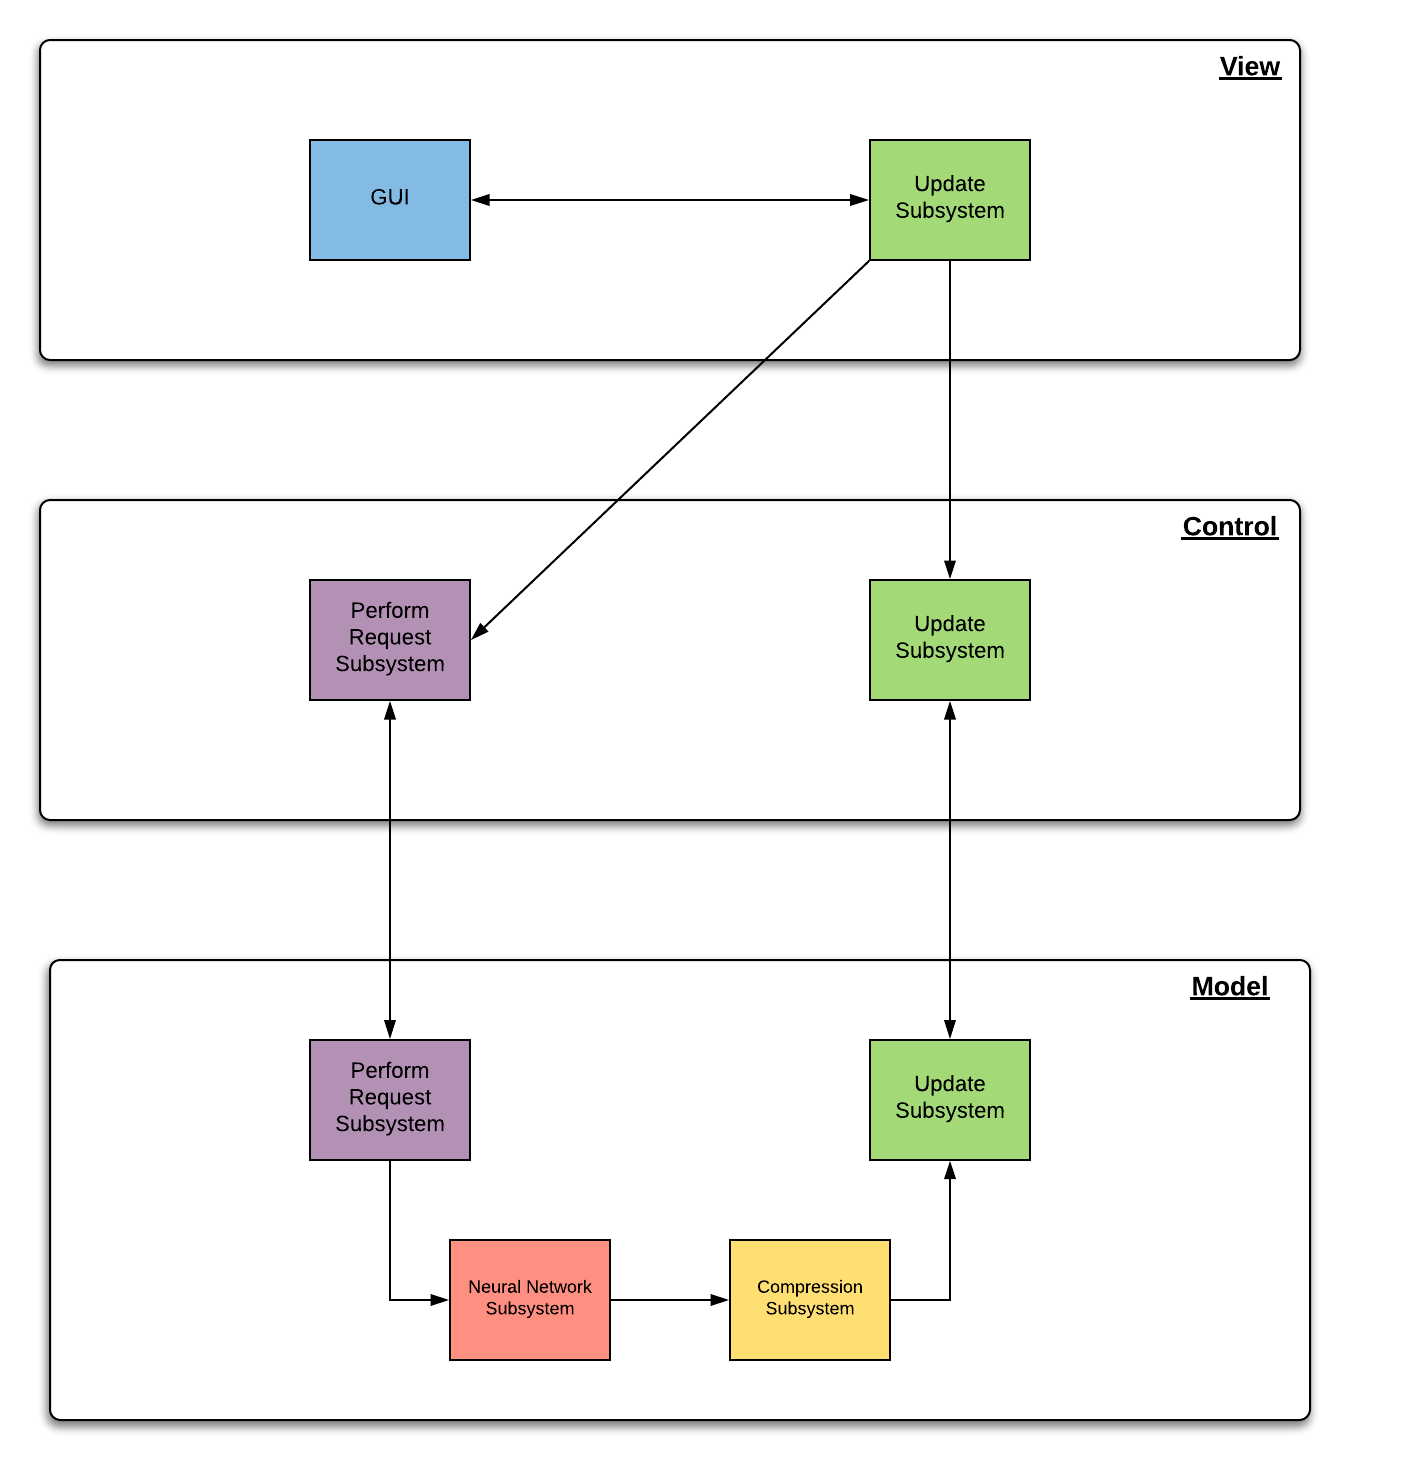 View
GUI
Update
Subsystem
Control
Perform
Request
Subsystem
Update
Subsystem
Model
Perform
Request
Subsystem
Update
Subsystem
Neural Network
Subsystem
Compression
Subsystem